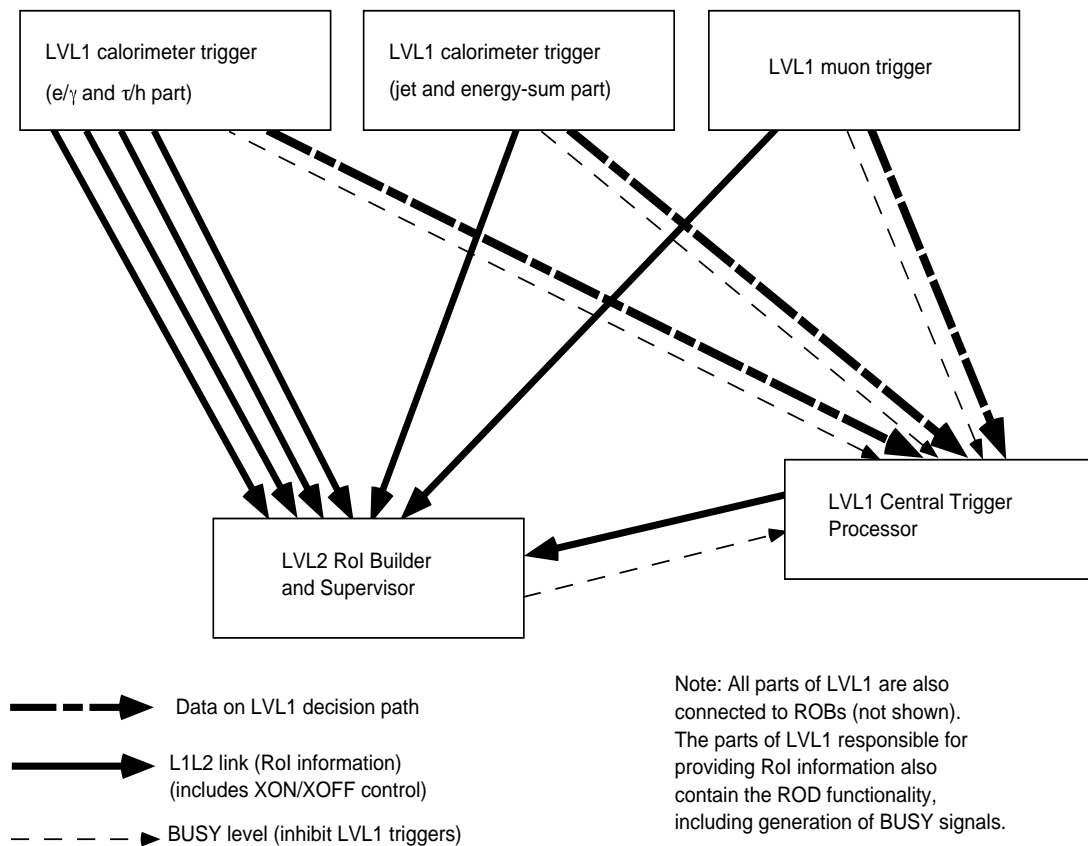 LVL1 calorimeter trigger
(e/γ and τ/h part)
LVL1 calorimeter trigger
(jet and energy-sum part)
LVL1 muon trigger
LVL1 Central Trigger
Processor
LVL2 RoI Builder
and Supervisor
Data on LVL1 decision path
L1L2 link (RoI information)
(includes XON/XOFF control)
BUSY level (inhibit LVL1 triggers)
Note: All parts of LVL1 are also
connected to ROBs (not shown).
The parts of LVL1 responsible for
providing RoI information also
contain the ROD functionality,
including generation of BUSY signals.